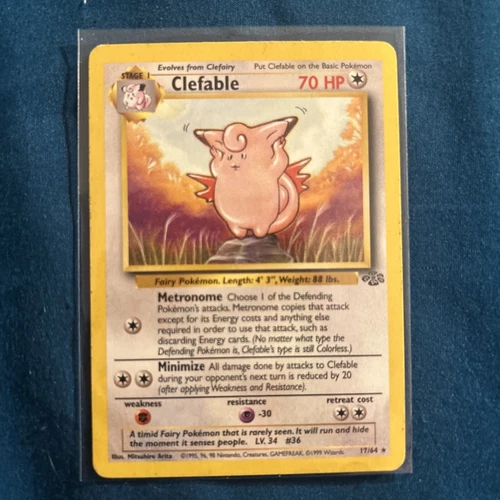 Evolves from Clefairy Put Clefable on the Basic Pokémon
STAGE 1
Clefable 70 HP
Fairy Pokémon. Length: 4' 3", Weight: 88 lbs.
Metronome Choose 1 of the Defending
Pokémon's attacks. Metronome copies that attack
except for its Energy costs and anything else
required in order to use that attack, such as
discarding Energy cards. (No matter what type the
Defending Pokémon is, Clefable's type is still Colorless.)
Minimize All damage done by attacks to Clefable
during your opponent's next turn is reduced by 20
(after applying Weakness and Resistance).
weakness resistance retreat cost
-30
A timid Fairy Pokémon that is rarely seen. It will run and hide
the moment it senses people. LV. 34 #36
Illus. Mitsuhiro Arita ©1995, 96, 98 Nintendo, Creatures, GAMEFREAK. ©1999 Wizards. 17/64 ★